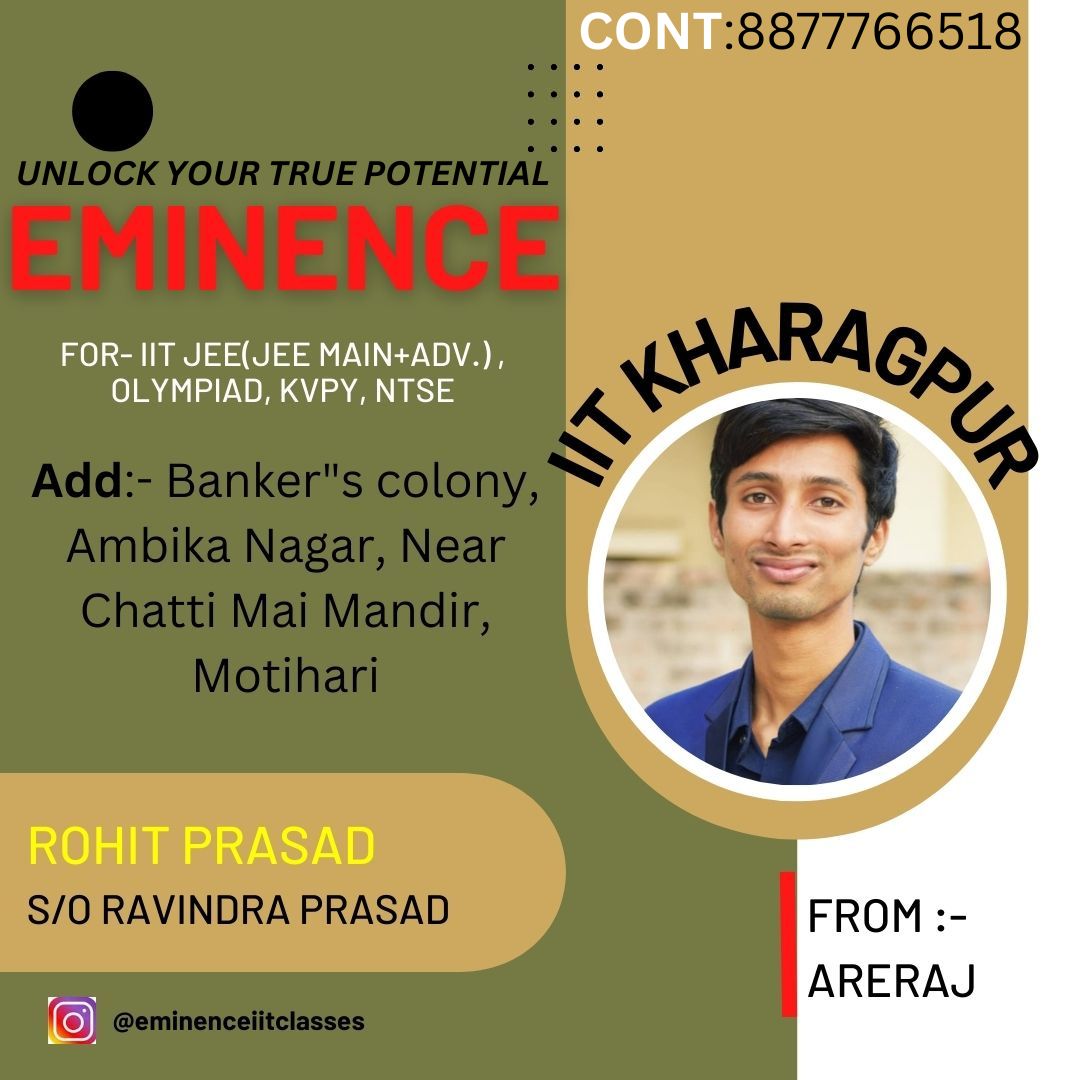 CONT:8877766518
UNLOCK YOUR TRUE POTENTIAL
EMINENCE
FOR- IIT JEE(JEE MAIN+ADV.) ,
OLYMPIAD, KVPY, NTSE
Add:- Banker"s colony,
Ambika Nagar, Near
Chatti Mai Mandir,
Motihari
IIT KHARAGPUR
ROHIT PRASAD
S/O RAVINDRA PRASAD
FROM :-
ARERAJ
@eminenceiitclasses